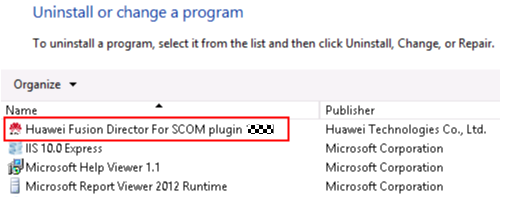 Uninstall or change a program
To uninstall a program, select it from the list and then click Uninstall, Change, or Repair.
Organize
Name Publisher
Huawei Fusion Director For SCOM plugin Huawei Technologies Co., Ltd.
IIS 10.0 Express Microsoft Corporation
Microsoft Help Viewer 1.1 Microsoft Corporation
Microsoft Report Viewer 2012 Runtime Microsoft Corporation